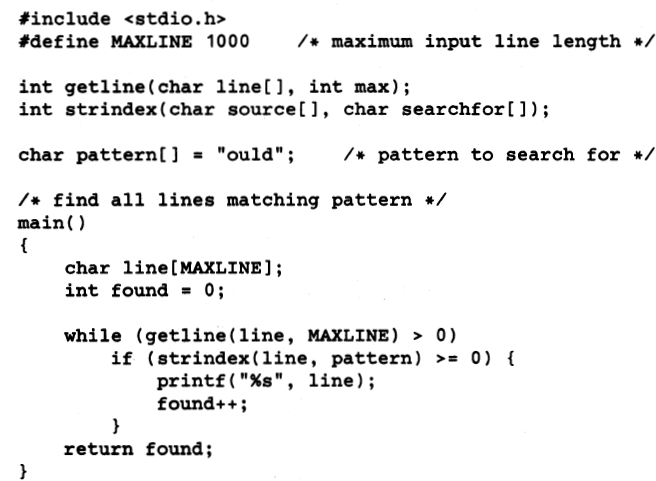 #include <stdio.h>
#define MAXLINE 1000     /* maximum input line length */

int getline(char line[], int max);
int strindex(char source[], char searchfor[]);

char pattern[] = "ould";    /* pattern to search for */

/* find all lines matching pattern */
main()
{
    char line[MAXLINE];
    int found = 0;

    while (getline(line, MAXLINE) > 0)
        if (strindex(line, pattern) >= 0) {
            printf("%s", line);
            found++;
        }
    return found;
}